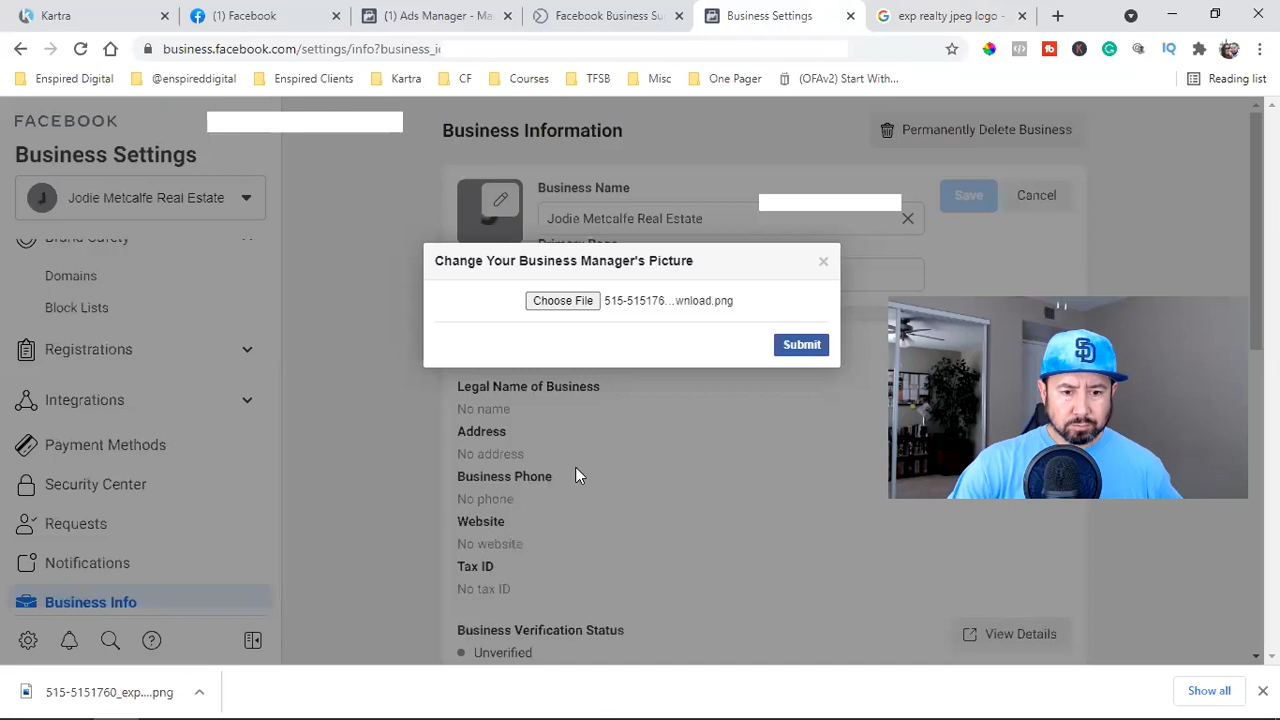 Kartra
(1) Facebook
(1) Ads Manager - Ma
Facebook Business Su
Business Settings
exp realty jpeg logo -
business.facebook.com/settings/info?business_i
Enspired Digital
@enspireddigital
Enspired Clients
Kartra
CF
Courses
TFSB
Misc
One Pager
(OFAv2) Start With...
Reading list
FACEBOOK
Business Settings
Jodie Metcalfe Real Estate
Brand Safety
Domains
Block Lists
Registrations
Integrations
Payment Methods
Security Center
Requests
Notifications
Business Info
Business Information
Permanently Delete Business
Business Name
Jodie Metcalfe Real Estate
Save
Cancel
Primary Page
Change Your Business Manager's Picture
Choose File 515-515176...wnload.png
Submit
Legal Name of Business
No name
Address
No address
Business Phone
No phone
Website
No website
Tax ID
No tax ID
Business Verification Status
Unverified
View Details
SD
515-5151760_exp....png
Show all